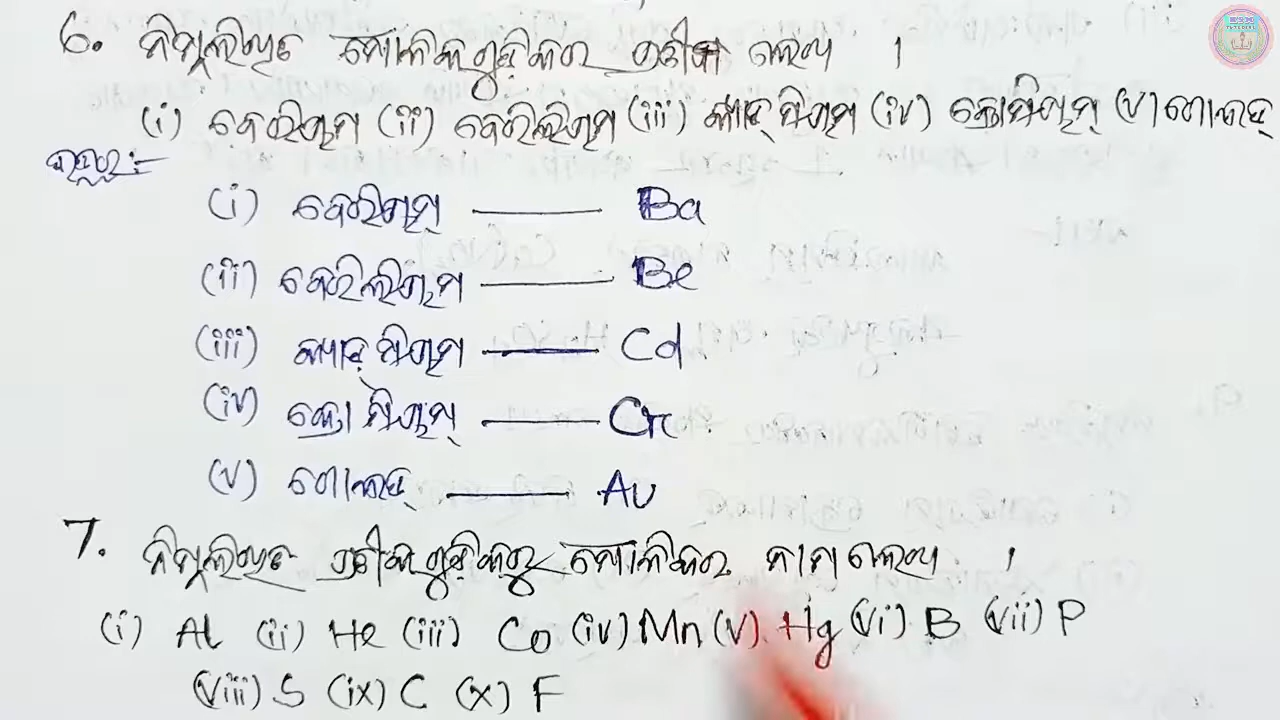 6. ନିମ୍ନଲିଖିତ ମୌଳିକଗୁଡ଼ିକର ପ୍ରତୀକ ଲେଖ ।
(i) ବେରିୟମ୍ (ii) ବେରିଲିୟମ୍ (iii) କ୍ୟାଡ୍ ମିୟମ (iv) କ୍ରୋମିୟମ୍ (v) ଗୋଲଡ୍
ଉତ୍ତର :-
(i) ବେରିୟମ୍ —— Ba
(ii) ବେରିଲିୟମ —— Be
(iii) କ୍ୟାଡ୍ ମିୟମ —— Cd
(iv) କ୍ରୋମିୟମ୍ —— Cr
(v) ଗୋଲଡ୍ —— Au
7. ନିମ୍ନଲିଖିତ ପ୍ରତୀକଗୁଡ଼ିକରୁ ମୌଳିକର ନାମ ଲେଖ ।
(i) Al (ii) He (iii) Co (iv) Mn (v) Hg (vi) B (vii) P
(viii) S (ix) C (x) F